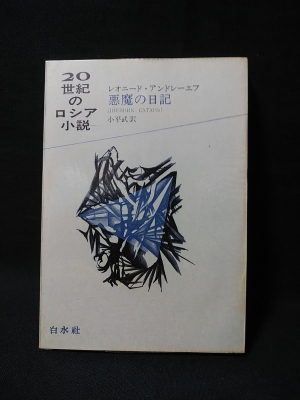 20
世紀
の
ロシア
小説
レオニード・アンドレーエフ
悪魔の日記
小平武訳
白水社